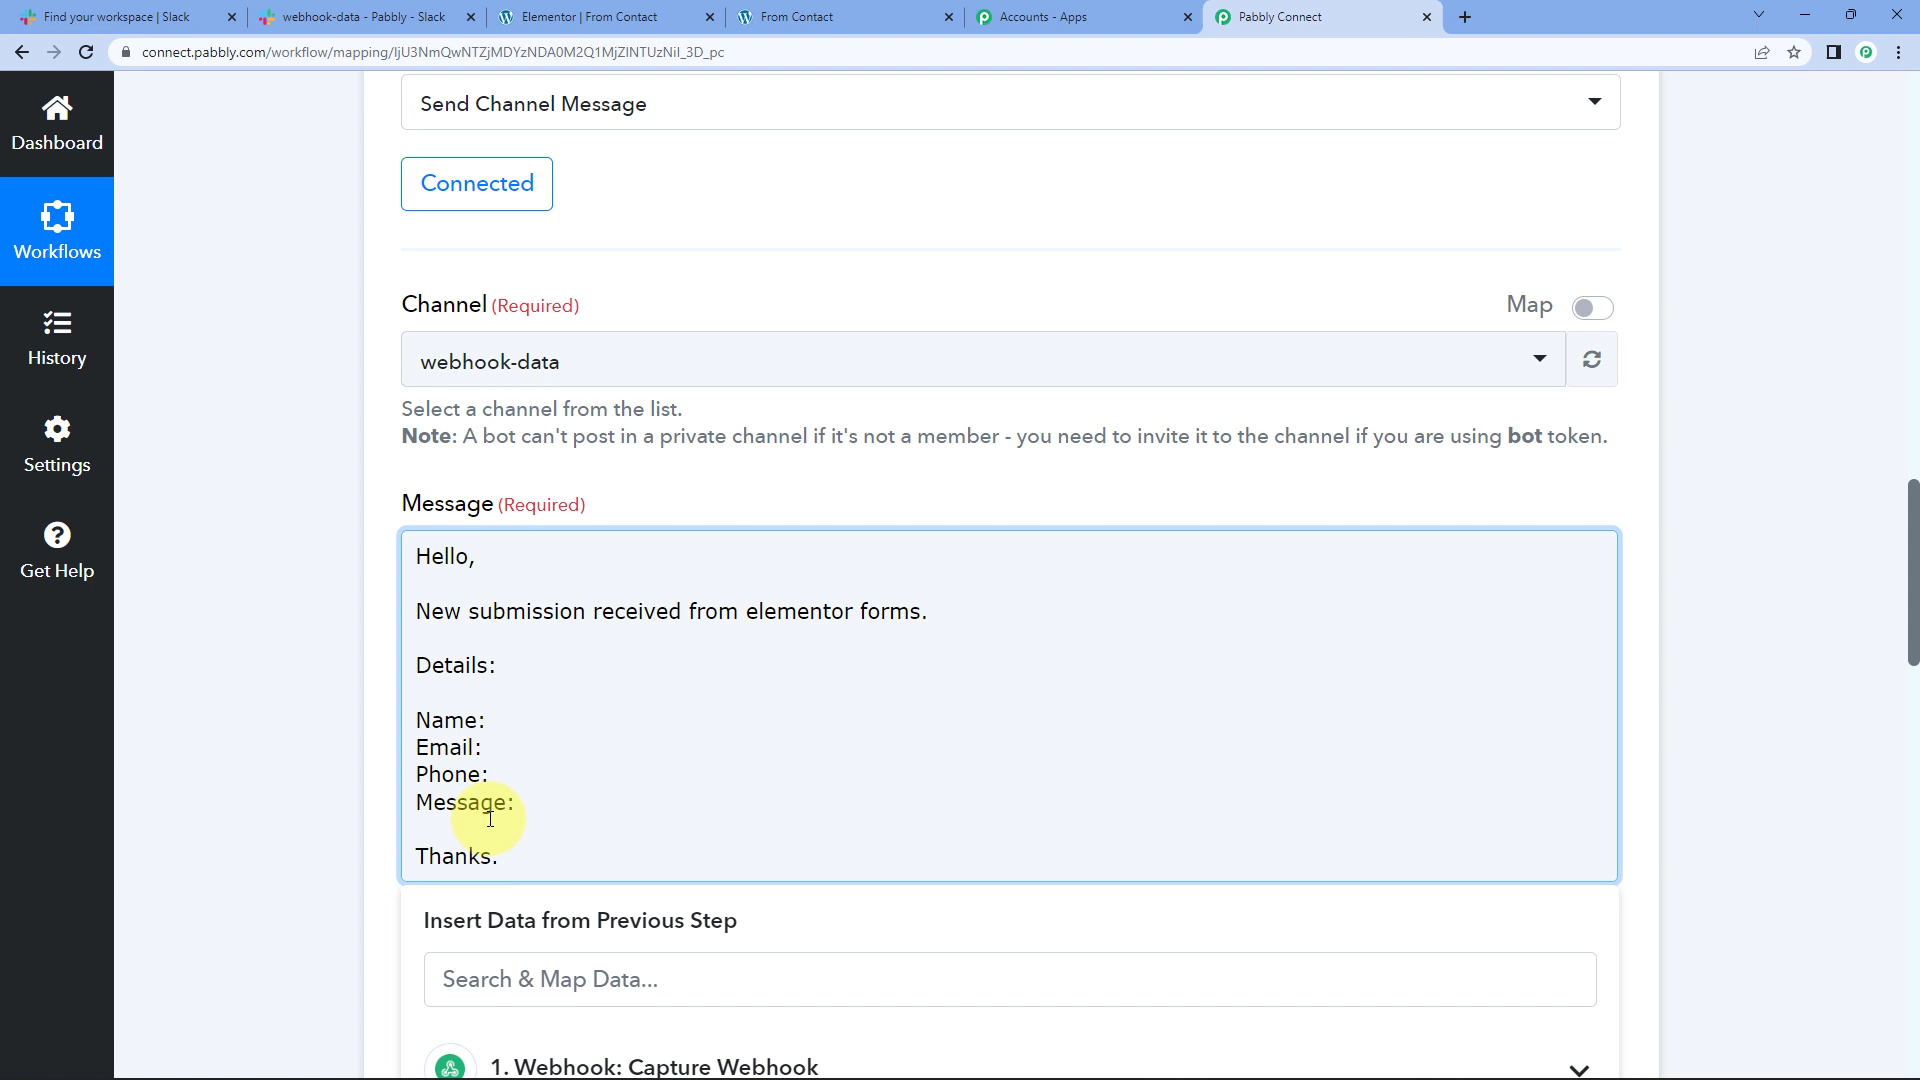 Find your workspace | Slack
webhook-data - Pabbly - Slack
Elementor | From Contact
From Contact
Accounts - Apps
Pabbly Connect
connect.pabbly.com/workflow/mapping/IjU3NmQwNTZjMDYzNDA0M2Q1MjZlNTUzNiI_3D_pc
Dashboard
Workflows
History
Settings
Get Help
Send Channel Message
Connected
Channel (Required)
Map
webhook-data
Select a channel from the list.
Note: A bot can't post in a private channel if it's not a member - you need to invite it to the channel if you are using bot token.
Message (Required)
Hello,
New submission received from elementor forms.
Details:
Name:
Email:
Phone:
Message:
Thanks.
Insert Data from Previous Step
Search & Map Data...
1. Webhook: Capture Webhook